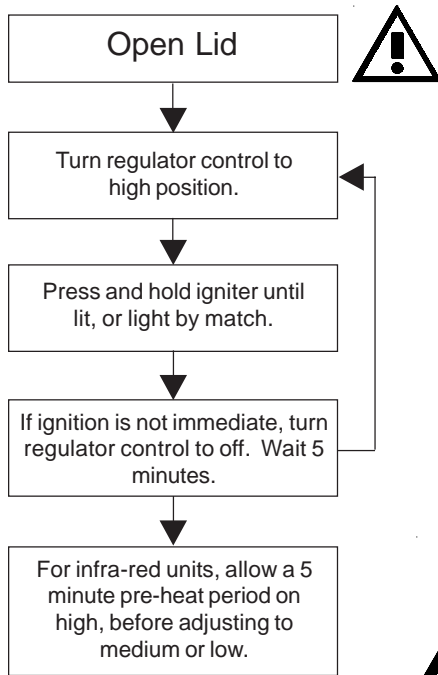 Open Lid
Turn regulator control to
high position.
Press and hold igniter until
lit, or light by match.
If ignition is not immediate, turn
regulator control to off.  Wait 5
minutes.
For infra-red units, allow a 5
minute pre-heat period on
high, before adjusting to
medium or low.